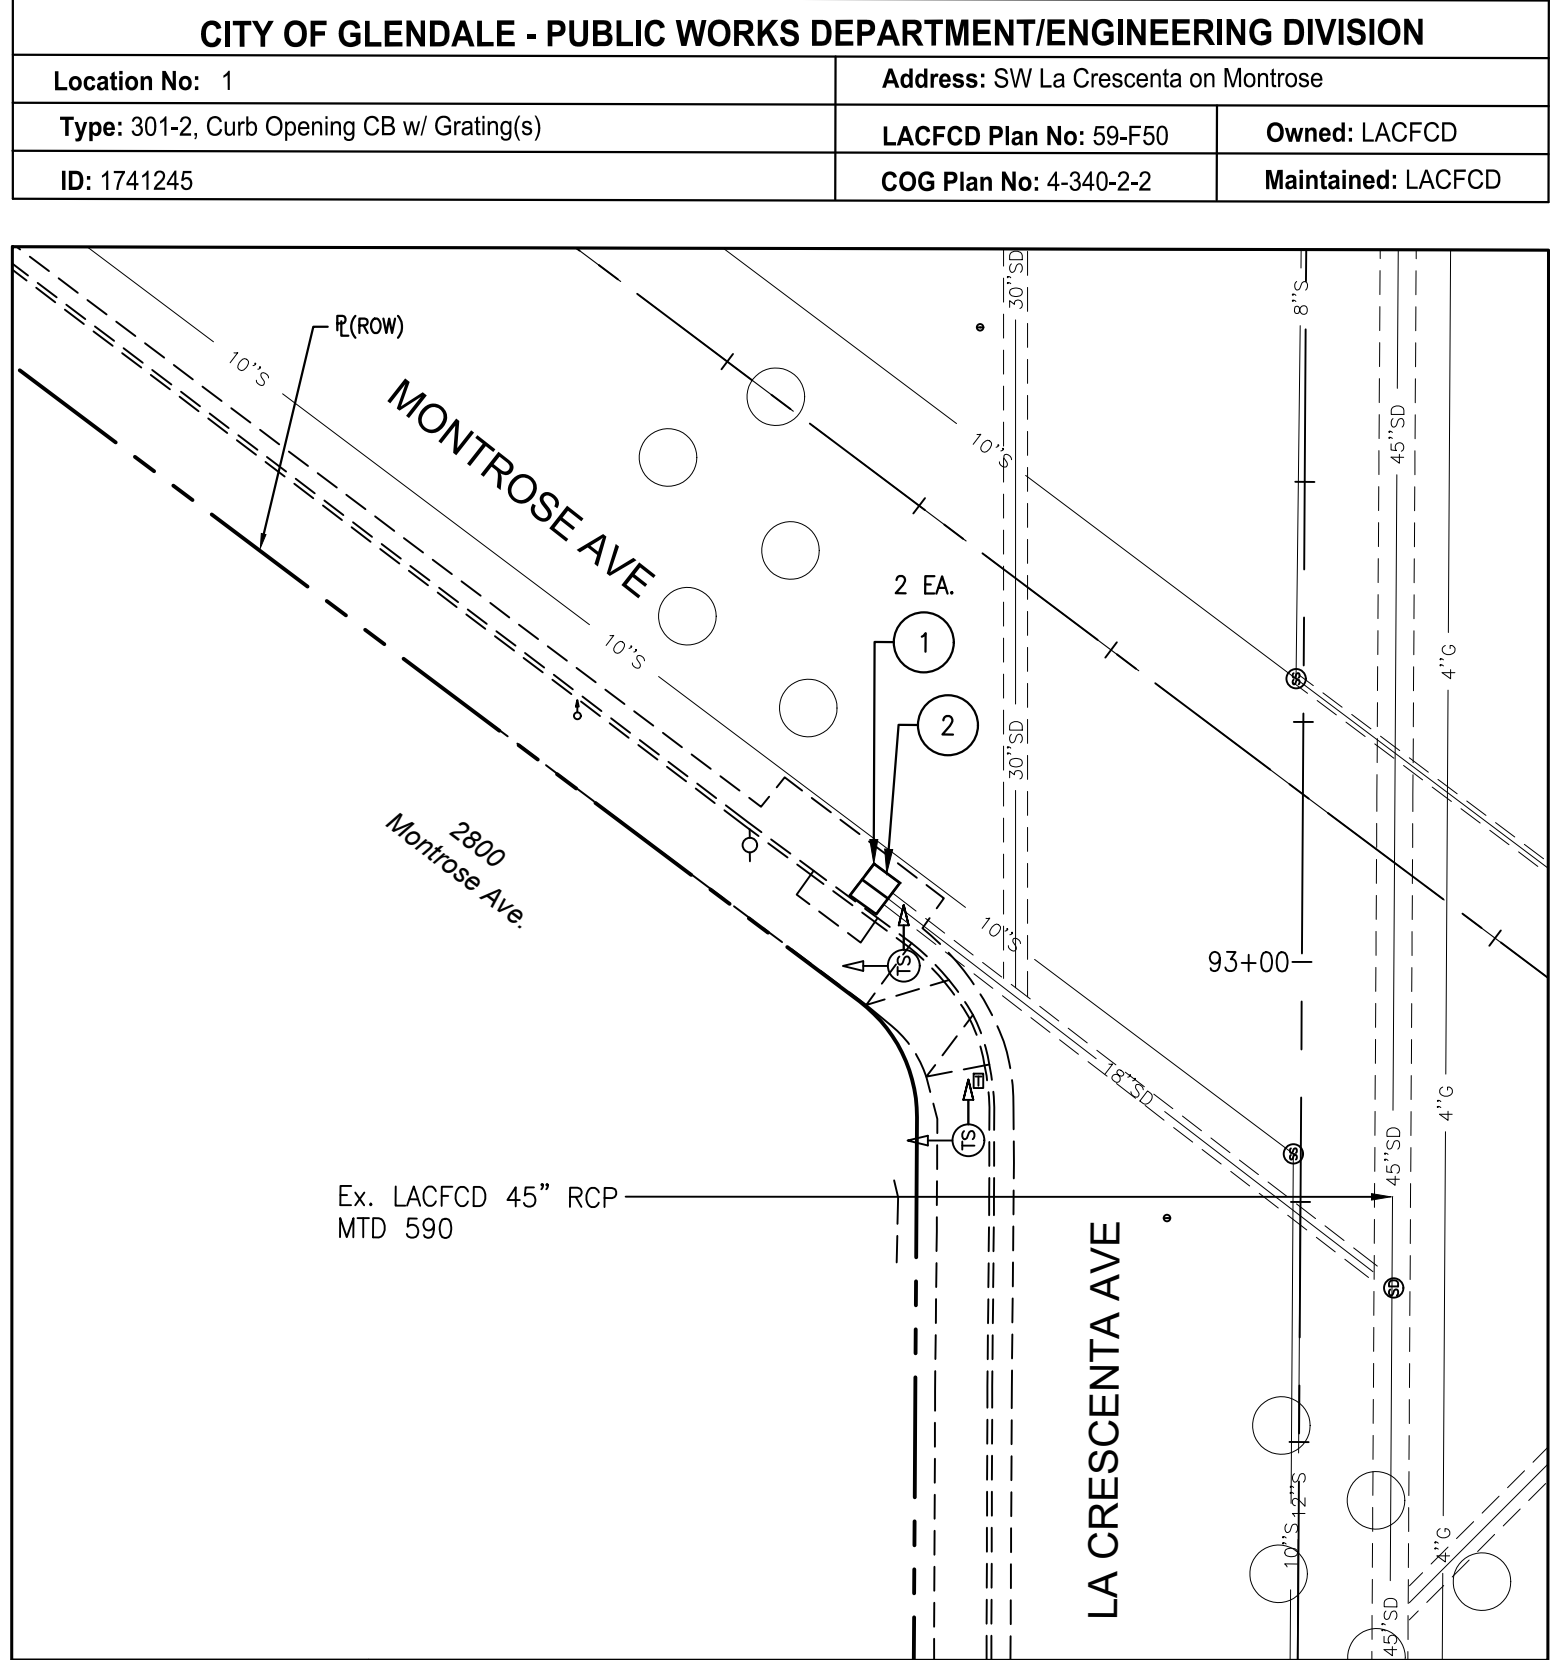 CITY OF GLENDALE - PUBLIC WORKS DEPARTMENT/ENGINEERING DIVISION
Location No: 1
Address: SW La Crescenta on Montrose
Type: 301-2, Curb Opening CB w/ Grating(s)
LACFCD Plan No: 59-F50
Owned: LACFCD
ID: 1741245
COG Plan No: 4-340-2-2
Maintained: LACFCD
30''SD
8''S
PL(ROW)
10''S
MONTROSE AVE
10''S
45''SD
2 EA.
1
10''S
4''G
SS
2
30''SD
2800
Montrose Ave.
10''S
93+00
TS
T
18''SD
4''G
TS
SS
45''SD
Ex. LACFCD 45” RCP
MTD 590
LA CRESCENTA AVE
SD
12''S
10''S
4''G
45''SD